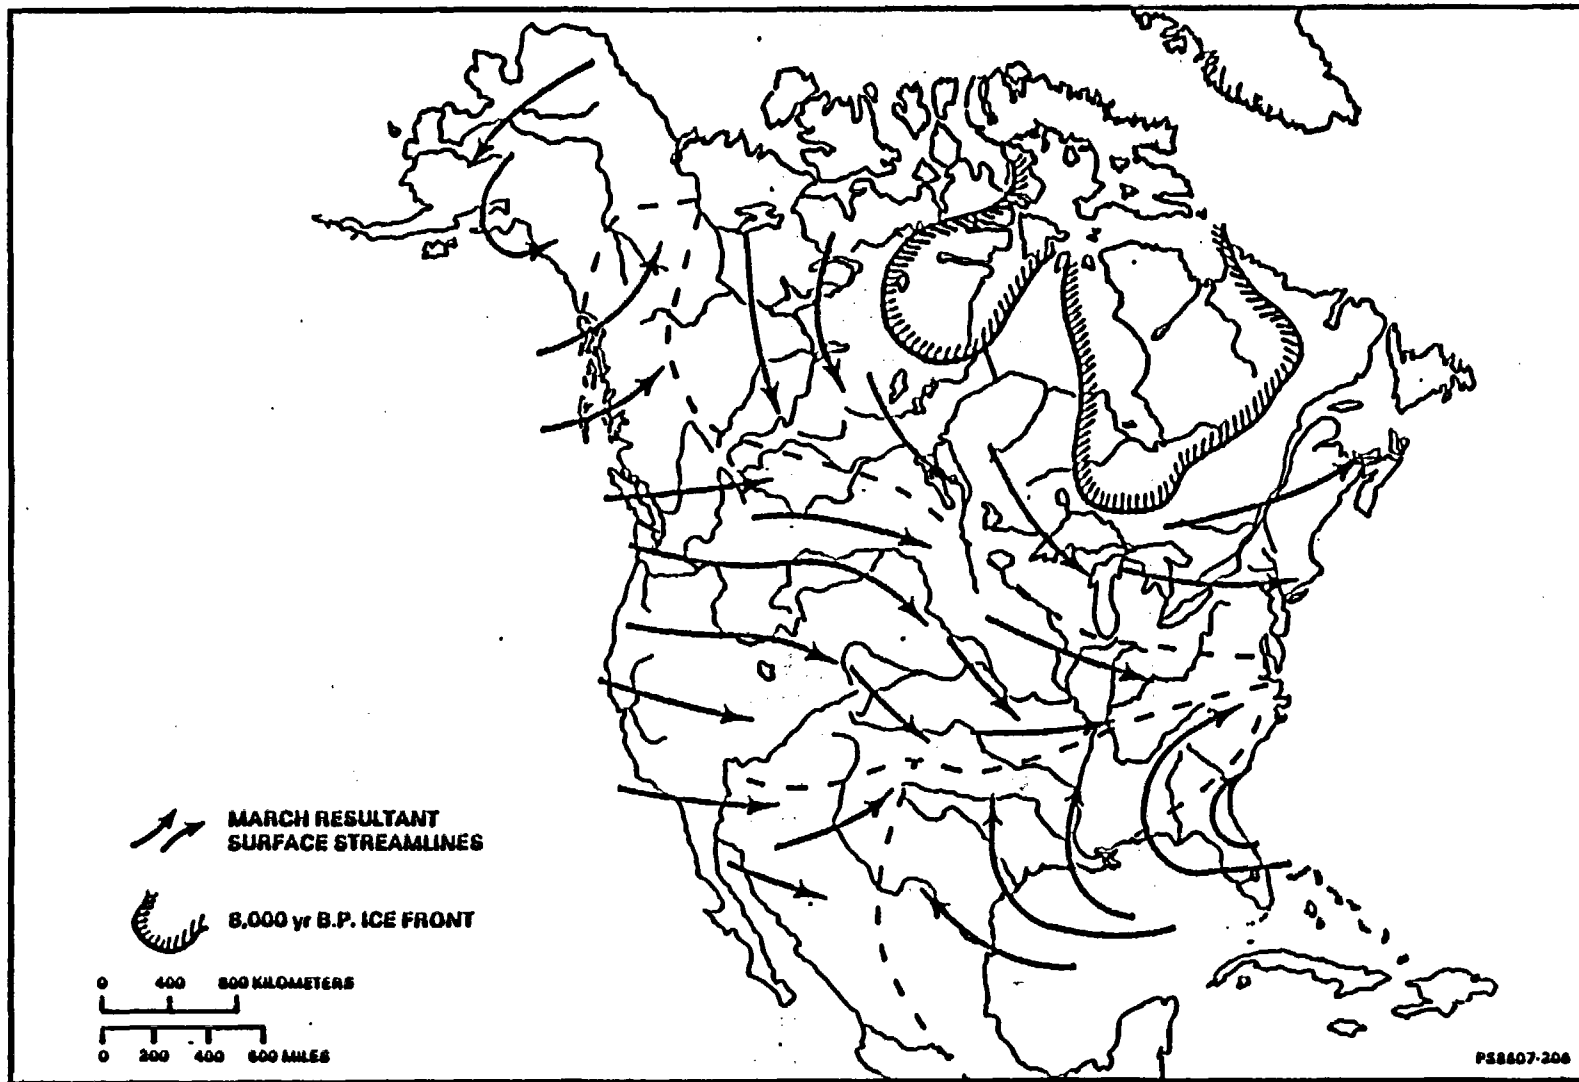 MARCH RESULTANT
SURFACE STREAMLINES
8,000 yr B.P. ICE FRONT
0 400 800 KILOMETERS
0 200 400 600 MILES
PS8607-206